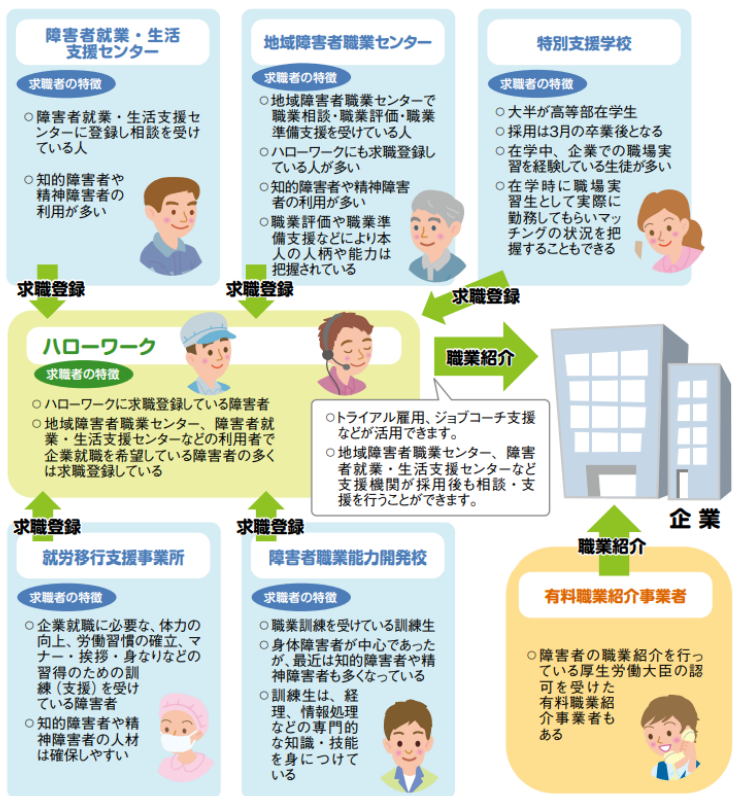 障害者就業・生活
支援センター
求職者の特徴
○障害者就業・生活支援セ
ンターに登録し相談を受け
ている人
○知的障害者や
精神障害者の
利用が多い
求職登録
地域障害者職業センター
求職者の特徴
○地域障害者職業センターで
職業相談・職業評価・職業
準備支援を受けている人
○ハローワークにも求職登録し
ている人が多い
○知的障害者や精神障害
者の利用が多い
○職業評価や職業準
備支援などにより本
人の人柄や能力は
把握されている
求職登録
特別支援学校
求職者の特徴
○大半が高等部在学生
○採用は3月の卒業後となる
○在学中、企業での職場実
習を経験している生徒が多い
○在学時に職場実
習生として実際に
勤務してもらいマッ
チングの状況を把
握することもできる
求職登録
ハローワーク
求職者の特徴
○ハローワークに求職登録している障害者
○地域障害者職業センター、障害者就
業・生活支援センターなどの利用者で
企業就職を希望している障害者の多く
は求職登録している
職業紹介
○トライアル雇用、ジョブコーチ支援
などが活用できます。
○地域障害者職業センター、障害
者就業・生活支援センターなど
支援機関が採用後も相談・支
援を行うことができます。
企業
求職登録
就労移行支援事業所
求職者の特徴
○企業就職に必要な、体力の
向上、労働習慣の確立、マ
ナー・挨拶・身なりなどの
習得のための訓
練（支援）を受け
ている障害者
○知的障害者や精
神障害者の人材
は確保しやすい
求職登録
障害者職業能力開発校
求職者の特徴
○職業訓練を受けている訓練生
○身体障害者が中心であった
が、最近は知的障害者や精
神障害者も多くなっている
○訓練生は、経
理、情報処理
などの専門的
な知識・技能
を身につけて
いる
職業紹介
有料職業紹介事業者
○障害者の職業紹介を行っ
ている厚生労働大臣の認
可を受けた
有料職業紹
介事業者も
ある